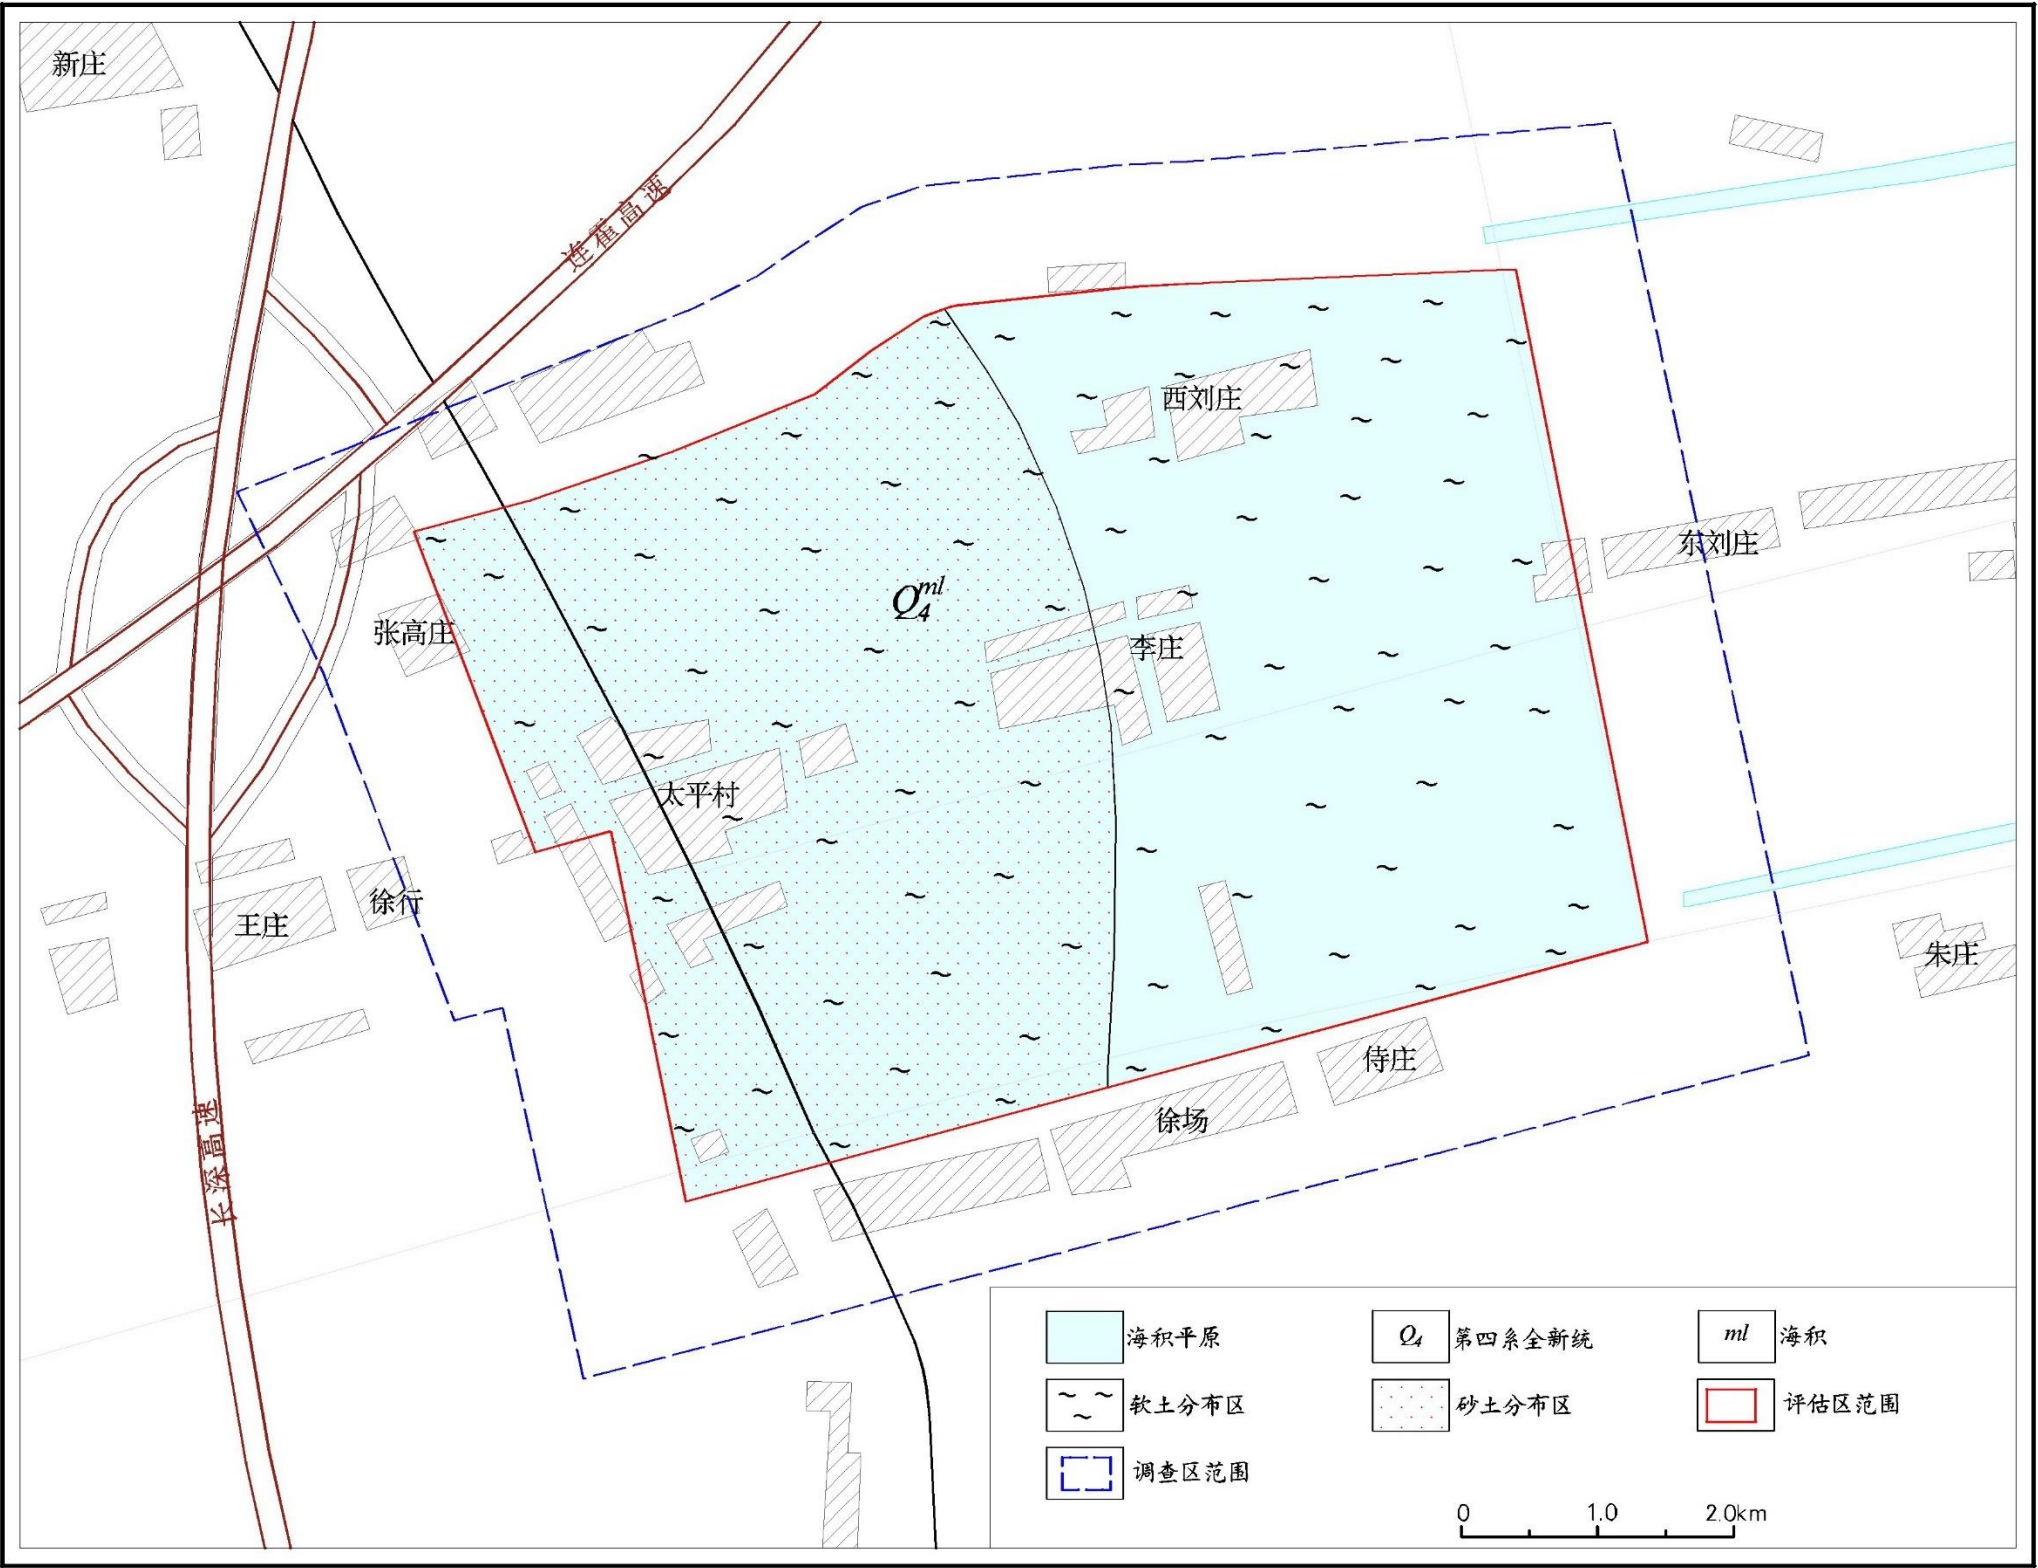 新庄
连霍高速
西刘庄
东刘庄
Q₄ᵐˡ
张高庄
李庄
太平村
徐行
王庄
朱庄
侍庄
徐场
长深高速
海积平原
Q₄ 第四系全新统
ml 海积
软土分布区
砂土分布区
评估区范围
调查区范围
0 1.0 2.0km